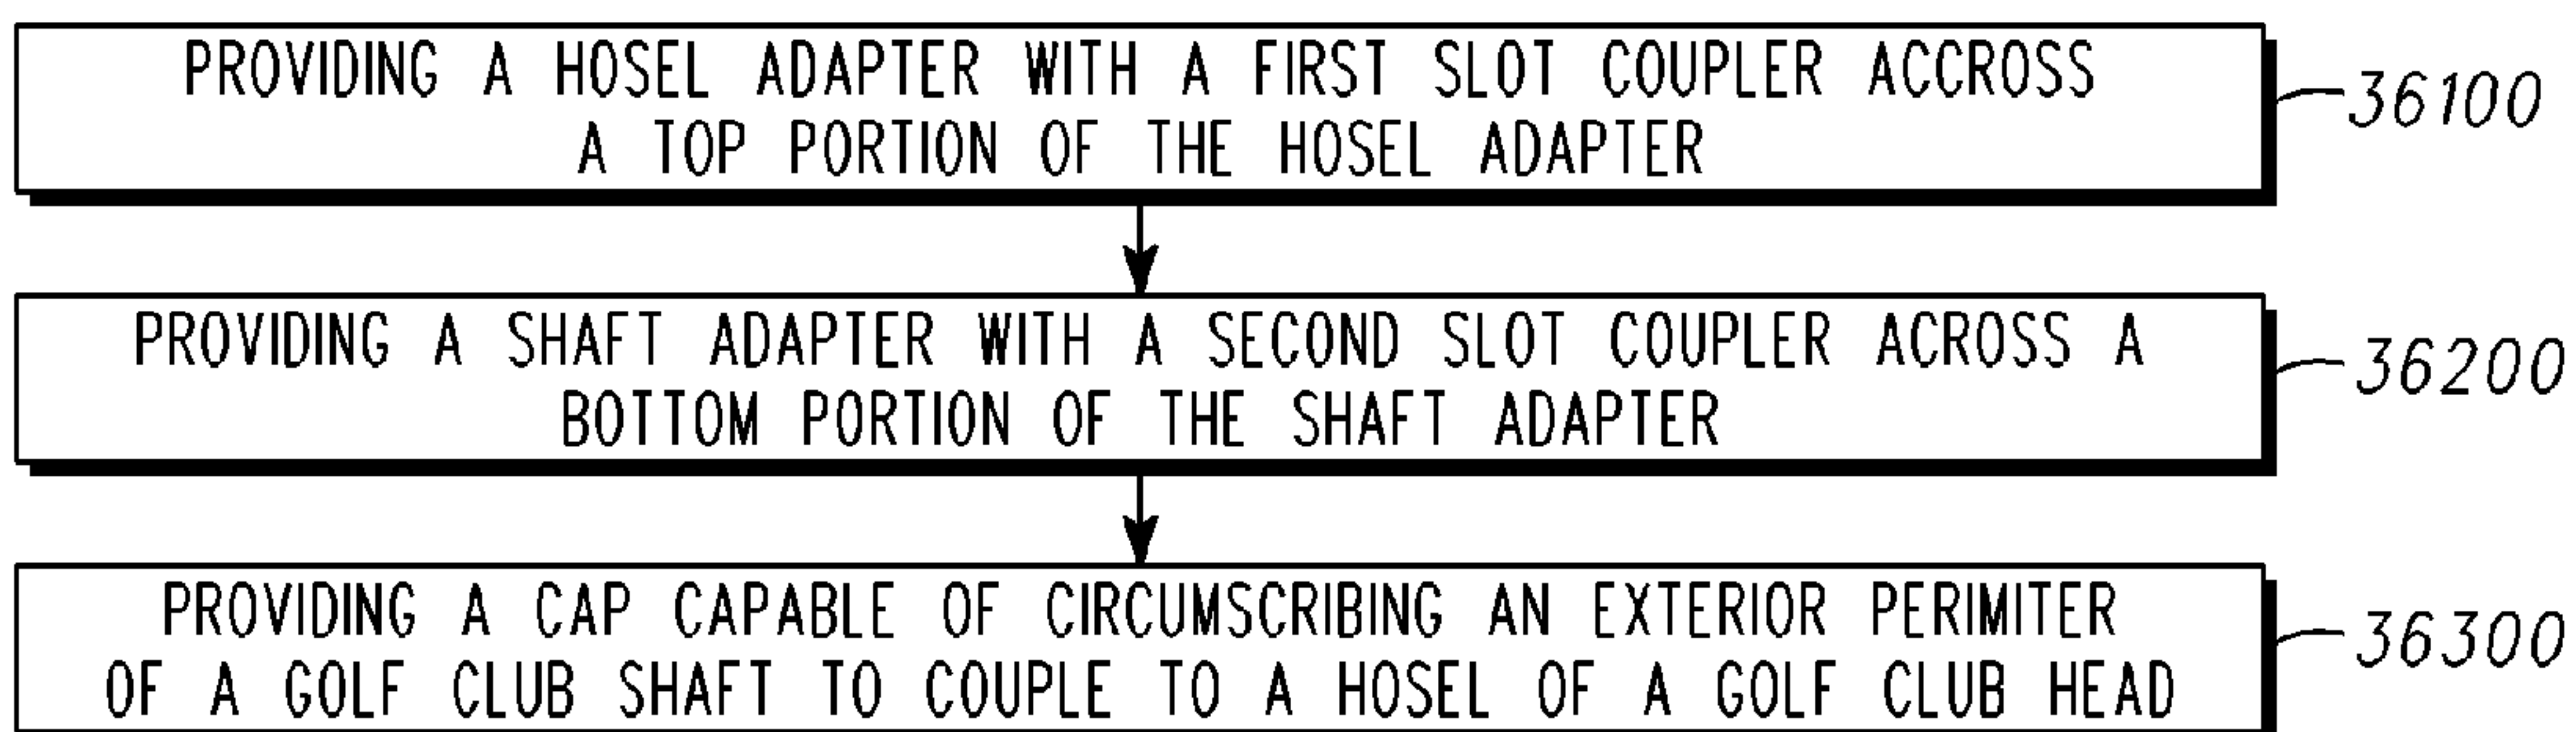 PROVIDING A HOSEL ADAPTER WITH A FIRST SLOT COUPLER ACCROSS
A TOP PORTION OF THE HOSEL ADAPTER
36100
PROVIDING A SHAFT ADAPTER WITH A SECOND SLOT COUPLER ACROSS A
BOTTOM PORTION OF THE SHAFT ADAPTER
36200
PROVIDING A CAP CAPABLE OF CIRCUMSCRIBING AN EXTERIOR PERIMITER
OF A GOLF CLUB SHAFT TO COUPLE TO A HOSEL OF A GOLF CLUB HEAD
36300